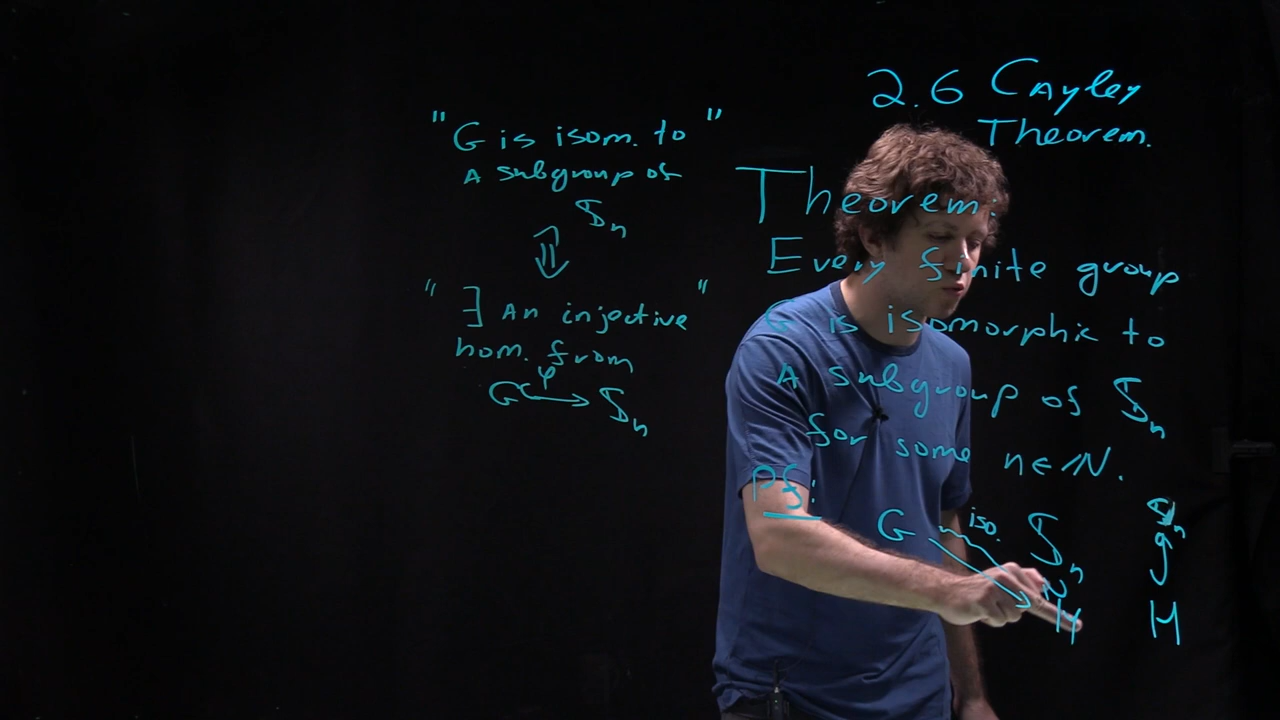 2.6 Cayley
Theorem.
Theorem:
Every finite group
G is isomorphic to
A subgroup of Sₙ
for some n∈ℕ.
Pf:
G iso. Sₙ
H
H
"G is isom. to"
A subgroup of
Sₙ
⇕
"∃ An injective"
hom. from
G φ↪ Sₙ